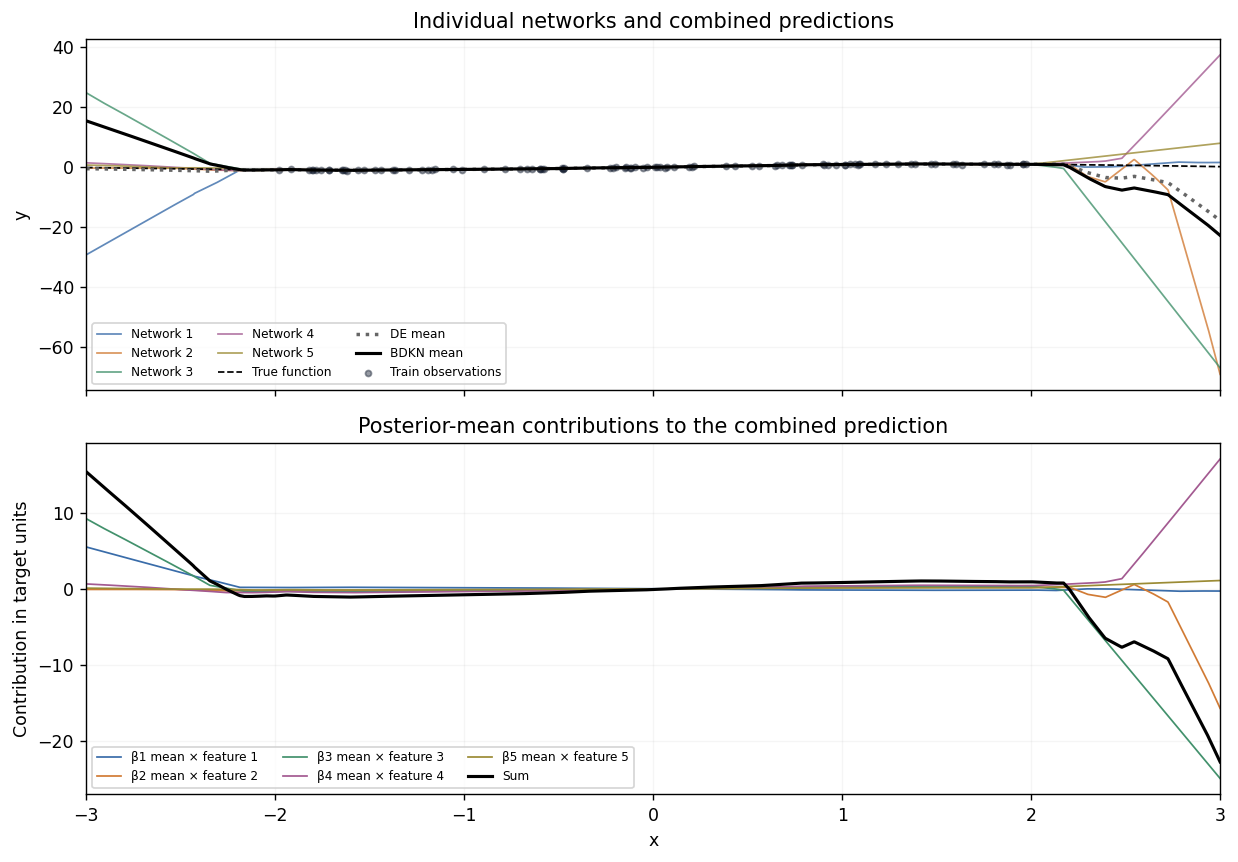 Individual networks and combined predictions
40
20
0
−20
−40
−60
y
Network 1
Network 2
Network 3
Network 4
Network 5
True function
DE mean
BDKN mean
Train observations
Posterior-mean contributions to the combined prediction
10
0
−10
−20
Contribution in target units
β1 mean × feature 1
β2 mean × feature 2
β3 mean × feature 3
β4 mean × feature 4
β5 mean × feature 5
Sum
−3
−2
−1
0
1
2
3
x